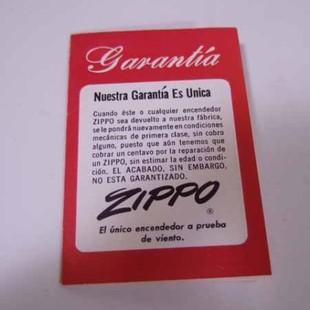 Garantía
Nuestra Garantía Es Unica
Cuando éste o cualquier encendedor
ZIPPO sea devuelto a nuestra fábrica,
se le pondrá nuevamente en condiciones
mecánicas de primera clase, sin cobro
alguno, puesto que aún tenemos que
cobrar un centavo por la reparación de
un ZIPPO, sin estimar la edad o condi-
ción. EL ACABADO, SIN EMBARGO,
NO ESTA GARANTIZADO.
ZIPPO
®
El único encendedor a prueba
de viento.